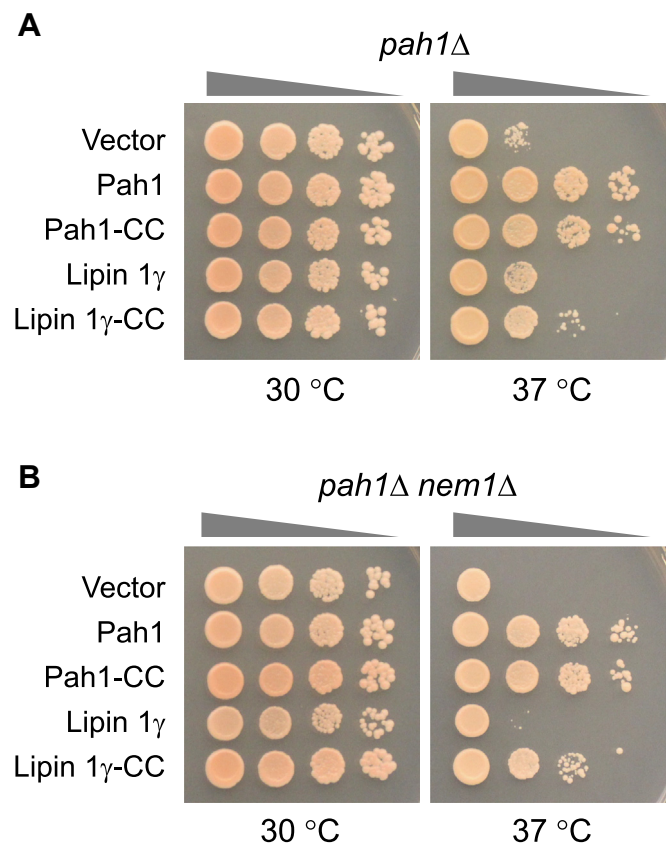 A
pah1Δ
Vector
Pah1
Pah1-CC
Lipin 1γ
Lipin 1γ-CC
30 °C
37 °C
B
pah1Δ nem1Δ
Vector
Pah1
Pah1-CC
Lipin 1γ
Lipin 1γ-CC
30 °C
37 °C